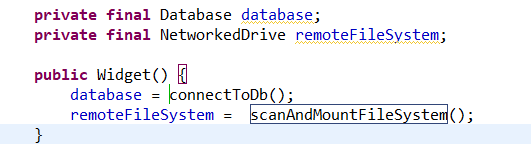 private final Database database;
private final NetworkedDrive remoteFileSystem;
public Widget() {
database = connectToDb();
remoteFileSystem =  scanAndMountFileSystem();
}